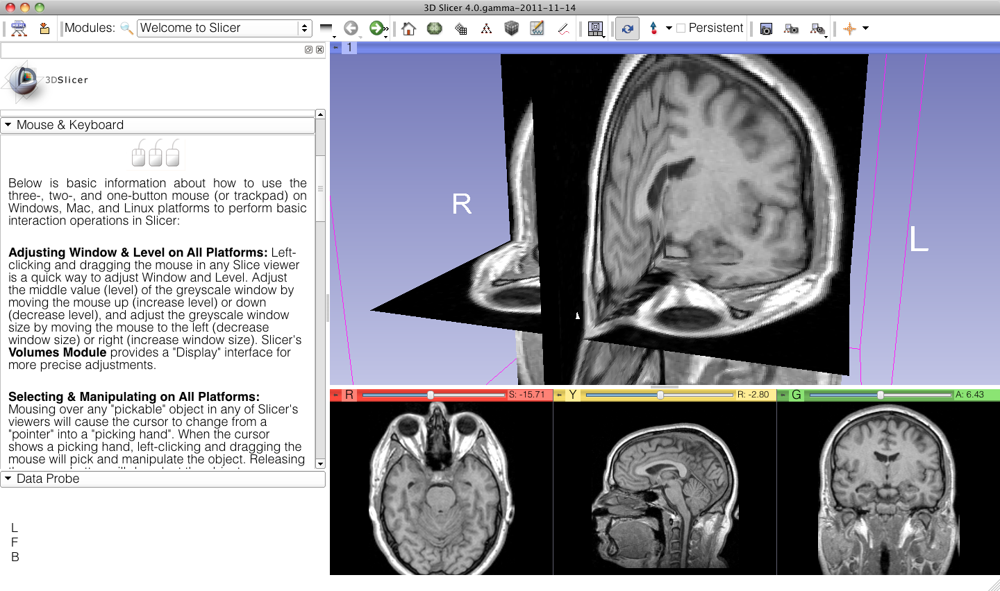 3D Slicer 4.0.gamma-2011-11-14
MRML
Modules:
Welcome to Slicer
Persistent
3DSlicer
Mouse & Keyboard
Below is basic information about how to use the
three-, two-, and one-button mouse (or trackpad) on
Windows, Mac, and Linux platforms to perform basic
interaction operations in Slicer:
Adjusting Window & Level on All Platforms: Left-
clicking and dragging the mouse in any Slice viewer
is a quick way to adjust Window and Level. Adjust
the middle value (level) of the greyscale window by
moving the mouse up (increase level) or down
(decrease level), and adjust the greyscale window
size by moving the mouse to the left (decrease
window size) or right (increase window size). Slicer's
Volumes Module provides a "Display" interface for
more precise adjustments.
Selecting & Manipulating on All Platforms:
Mousing over any "pickable" object in any of Slicer's
viewers will cause the cursor to change from a
"pointer" into a "picking hand". When the cursor
shows a picking hand, left-clicking and dragging the
mouse will pick and manipulate the object. Releasing
Data Probe
L
F
B
1
R
L
R
S: -15.71
Y
R: -2.80
G
A: 6.43